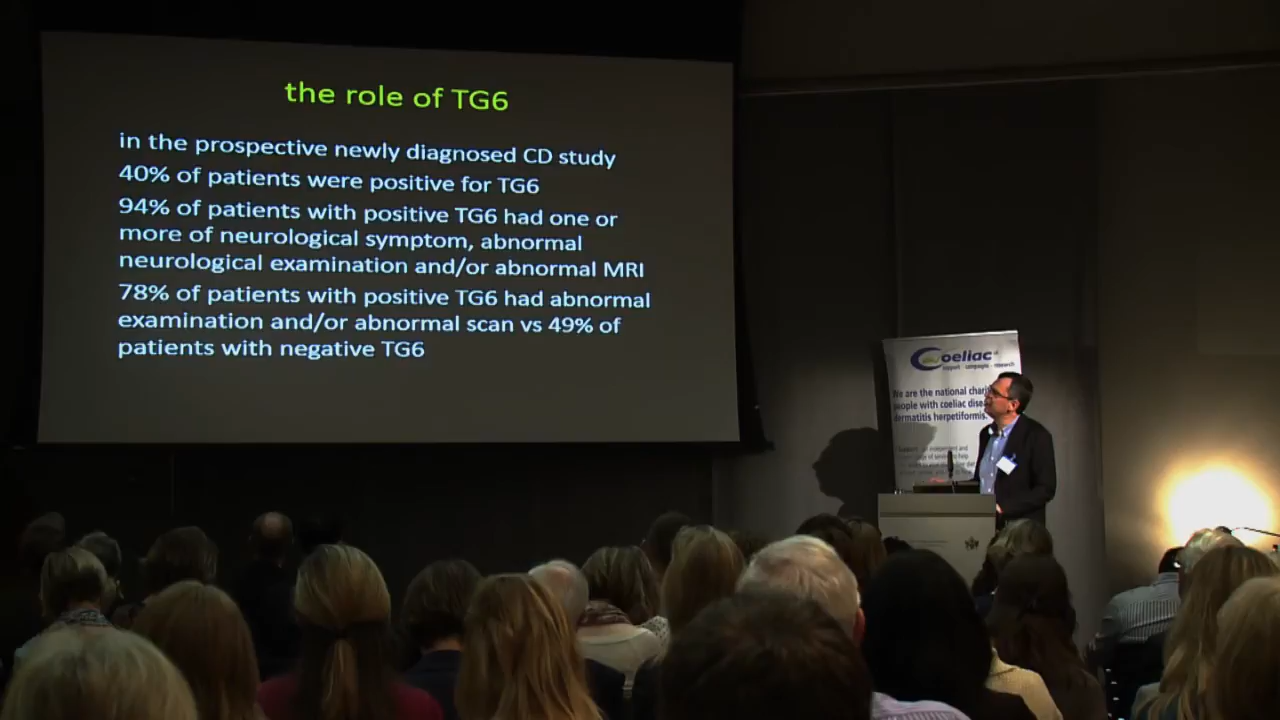 the role of TG6
in the prospective newly diagnosed CD study
40% of patients were positive for TG6
94% of patients with positive TG6 had one or
more of neurological symptom, abnormal
neurological examination and/or abnormal MRI
78% of patients with positive TG6 had abnormal
examination and/or abnormal scan vs 49% of
patients with negative TG6
Coeliac
support · campaigns · research
We are the national
people with coeliac
dermatitis herpetiformis.